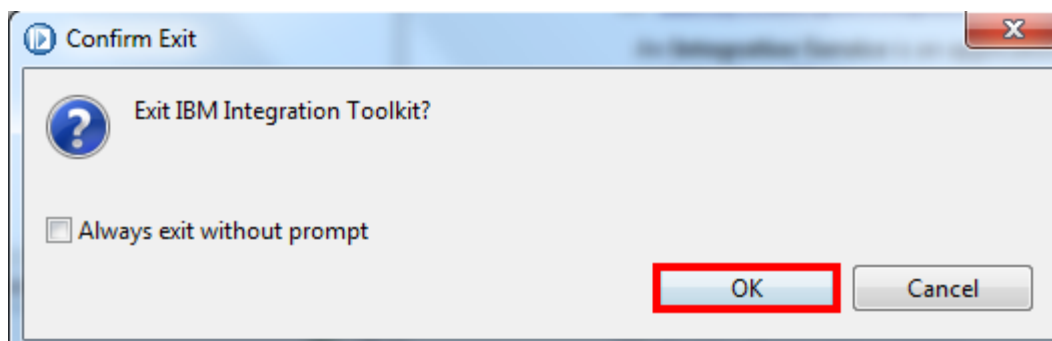 Confirm Exit
Exit IBM Integration Toolkit?
Always exit without prompt
OK
Cancel